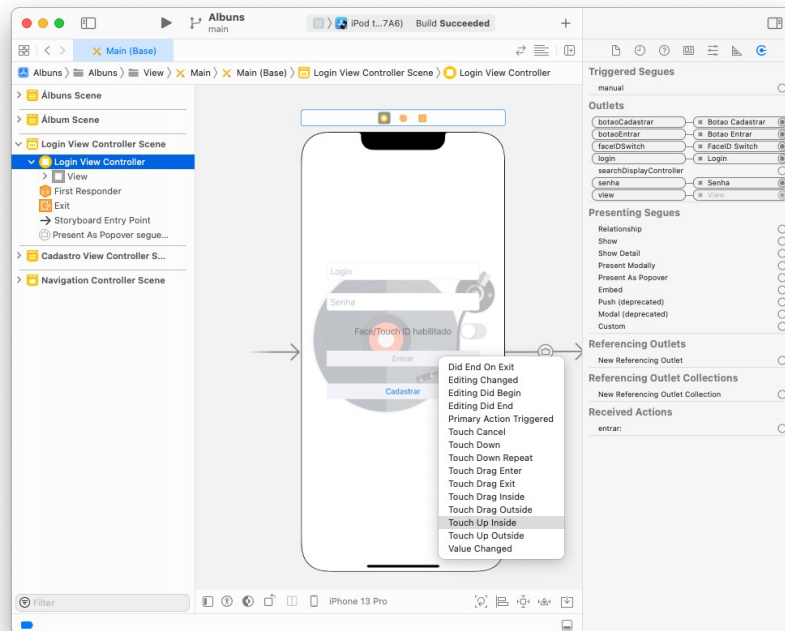 Albuns
main
iPod t...7A6)
Build Succeeded
Main (Base)
Albuns
Albuns
View
Main
Main (Base)
Login View Controller Scene
Login View Controller
Álbuns Scene
Álbum Scene
Login View Controller Scene
Login View Controller
View
First Responder
Exit
Storyboard Entry Point
Present As Popover segue...
Cadastro View Controller S...
Navigation Controller Scene
Filter
Login
Senha
Face/Touch ID habilitado
Entrar
Cadastrar
Did End On Exit
Editing Changed
Editing Did Begin
Editing Did End
Primary Action Triggered
Touch Cancel
Touch Down
Touch Down Repeat
Touch Drag Enter
Touch Drag Exit
Touch Drag Inside
Touch Drag Outside
Touch Up Inside
Touch Up Outside
Value Changed
iPhone 13 Pro
Triggered Segues
manual
Outlets
botaoCadastrar
Botao Cadastrar
botaoEntrar
Botao Entrar
faceIDSwitch
FaceID Switch
login
Login
searchDisplayController
senha
Senha
view
View
Presenting Segues
Relationship
Show
Show Detail
Present Modally
Present As Popover
Embed
Push (deprecated)
Modal (deprecated)
Custom
Referencing Outlets
New Referencing Outlet
Referencing Outlet Collections
New Referencing Outlet Collection
Received Actions
entrar: